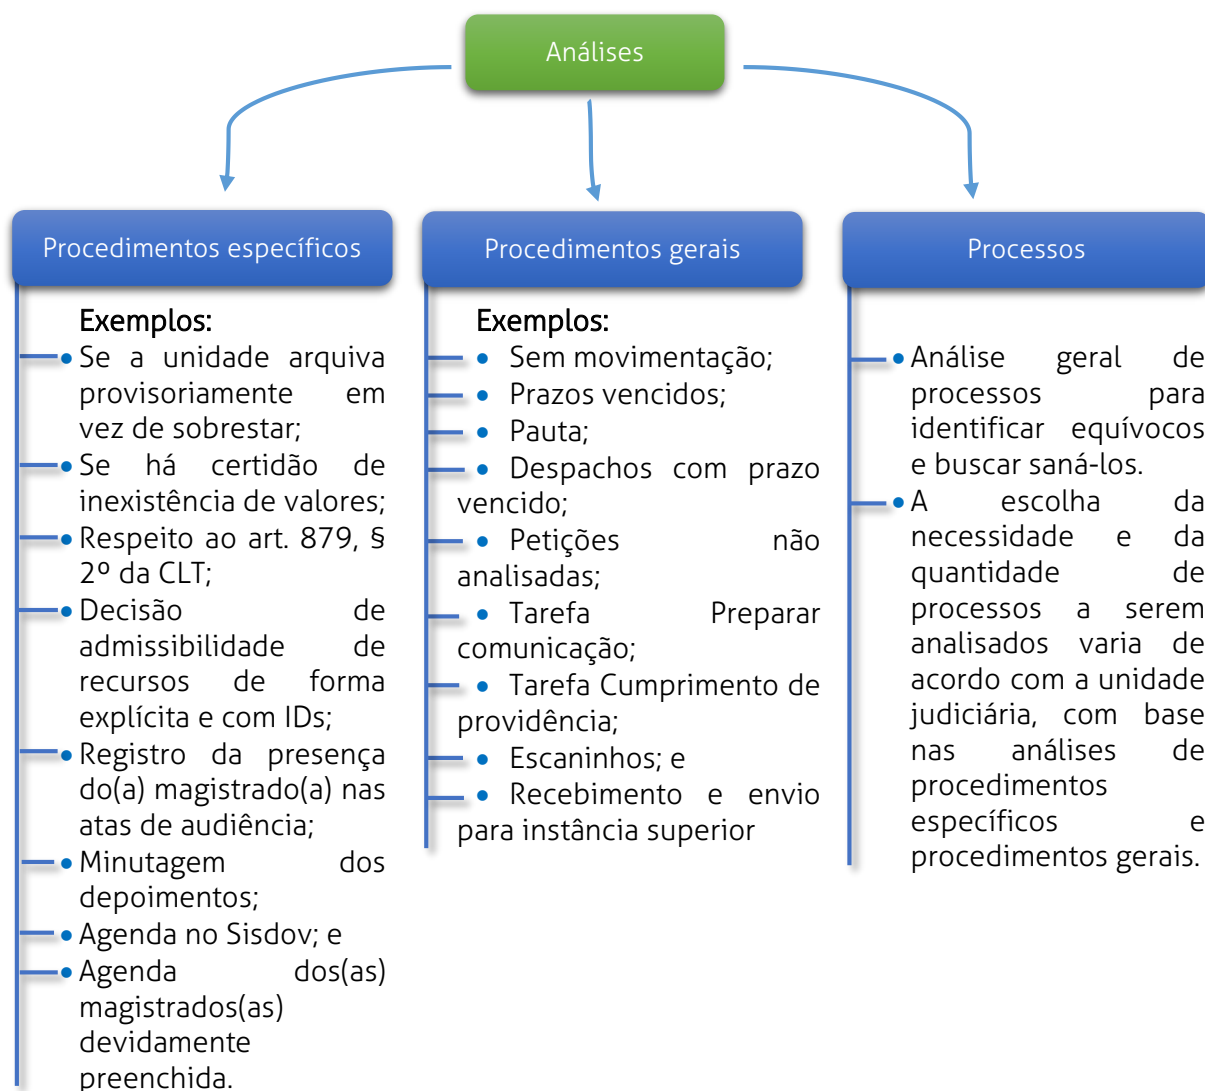 Análises
Procedimentos específicos
Exemplos:
• Se a unidade arquiva
provisoriamente em
vez de sobrestar;
• Se há certidão de
inexistência de valores;
• Respeito ao art. 879, §
2º da CLT;
• Decisão de
admissibilidade de
recursos de forma
explícita e com IDs;
• Registro da presença
do(a) magistrado(a) nas
atas de audiência;
• Minutagem dos
depoimentos;
• Agenda no Sisdov; e
• Agenda dos(as)
magistrados(as)
devidamente
preenchida.
Procedimentos gerais
Exemplos:
• Sem movimentação;
• Prazos vencidos;
• Pauta;
• Despachos com prazo
vencido;
• Petições não
analisadas;
• Tarefa Preparar
comunicação;
• Tarefa Cumprimento de
providência;
• Escaninhos; e
• Recebimento e envio
para instância superior
Processos
• Análise geral de
processos para
identificar equívocos
e buscar saná-los.
• A escolha da
necessidade e da
quantidade de
processos a serem
analisados varia de
acordo com a unidade
judiciária, com base
nas análises de
procedimentos
específicos e
procedimentos gerais.